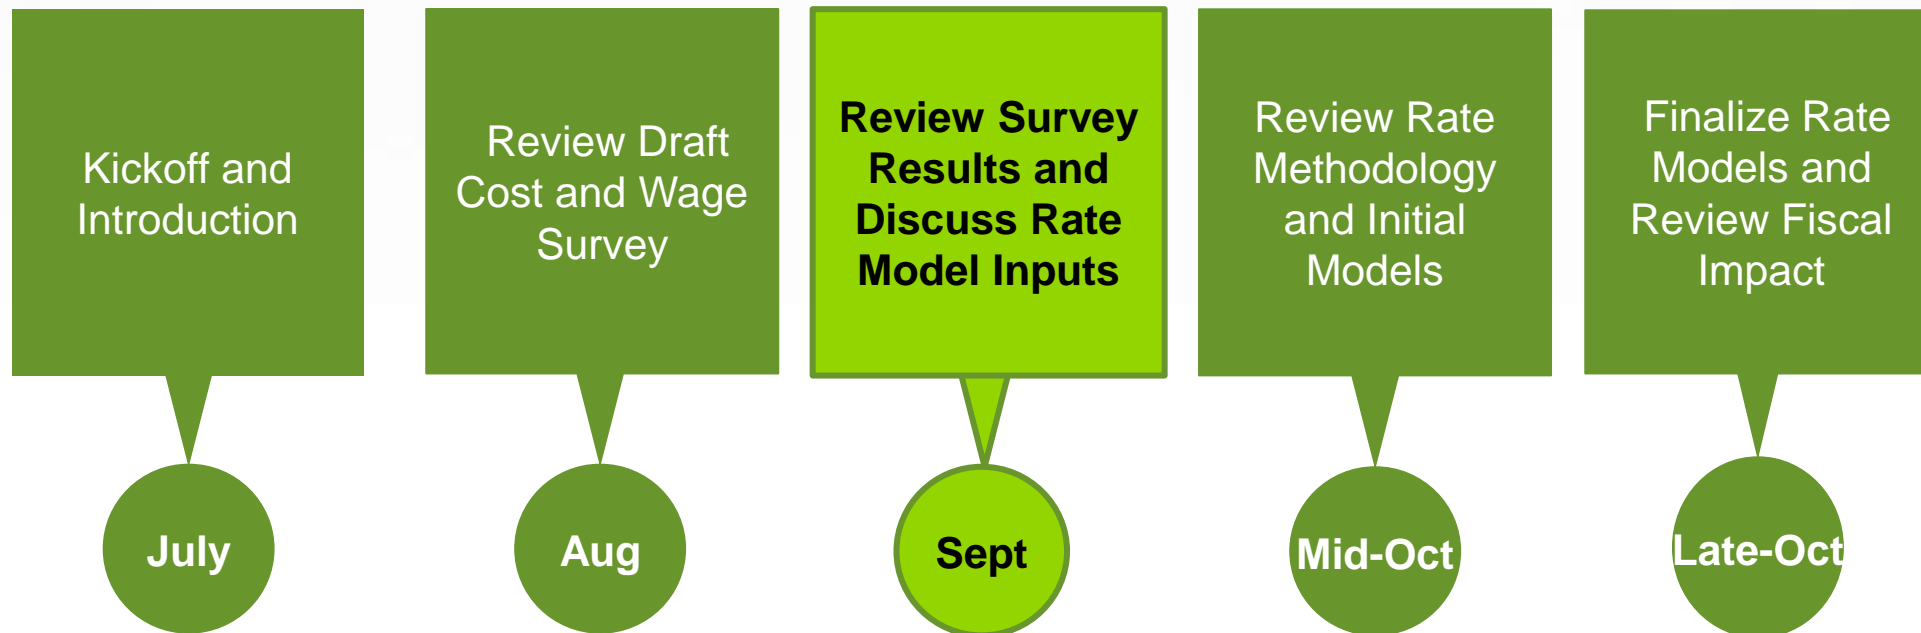 Kickoff and
Introduction
Review Draft
Cost and Wage
Survey
Review Survey
Results and
Discuss Rate
Model Inputs
Review Rate
Methodology
and Initial
Models
Finalize Rate
Models and
Review Fiscal
Impact
July
Aug
Sept
Mid-Oct
Late-Oct